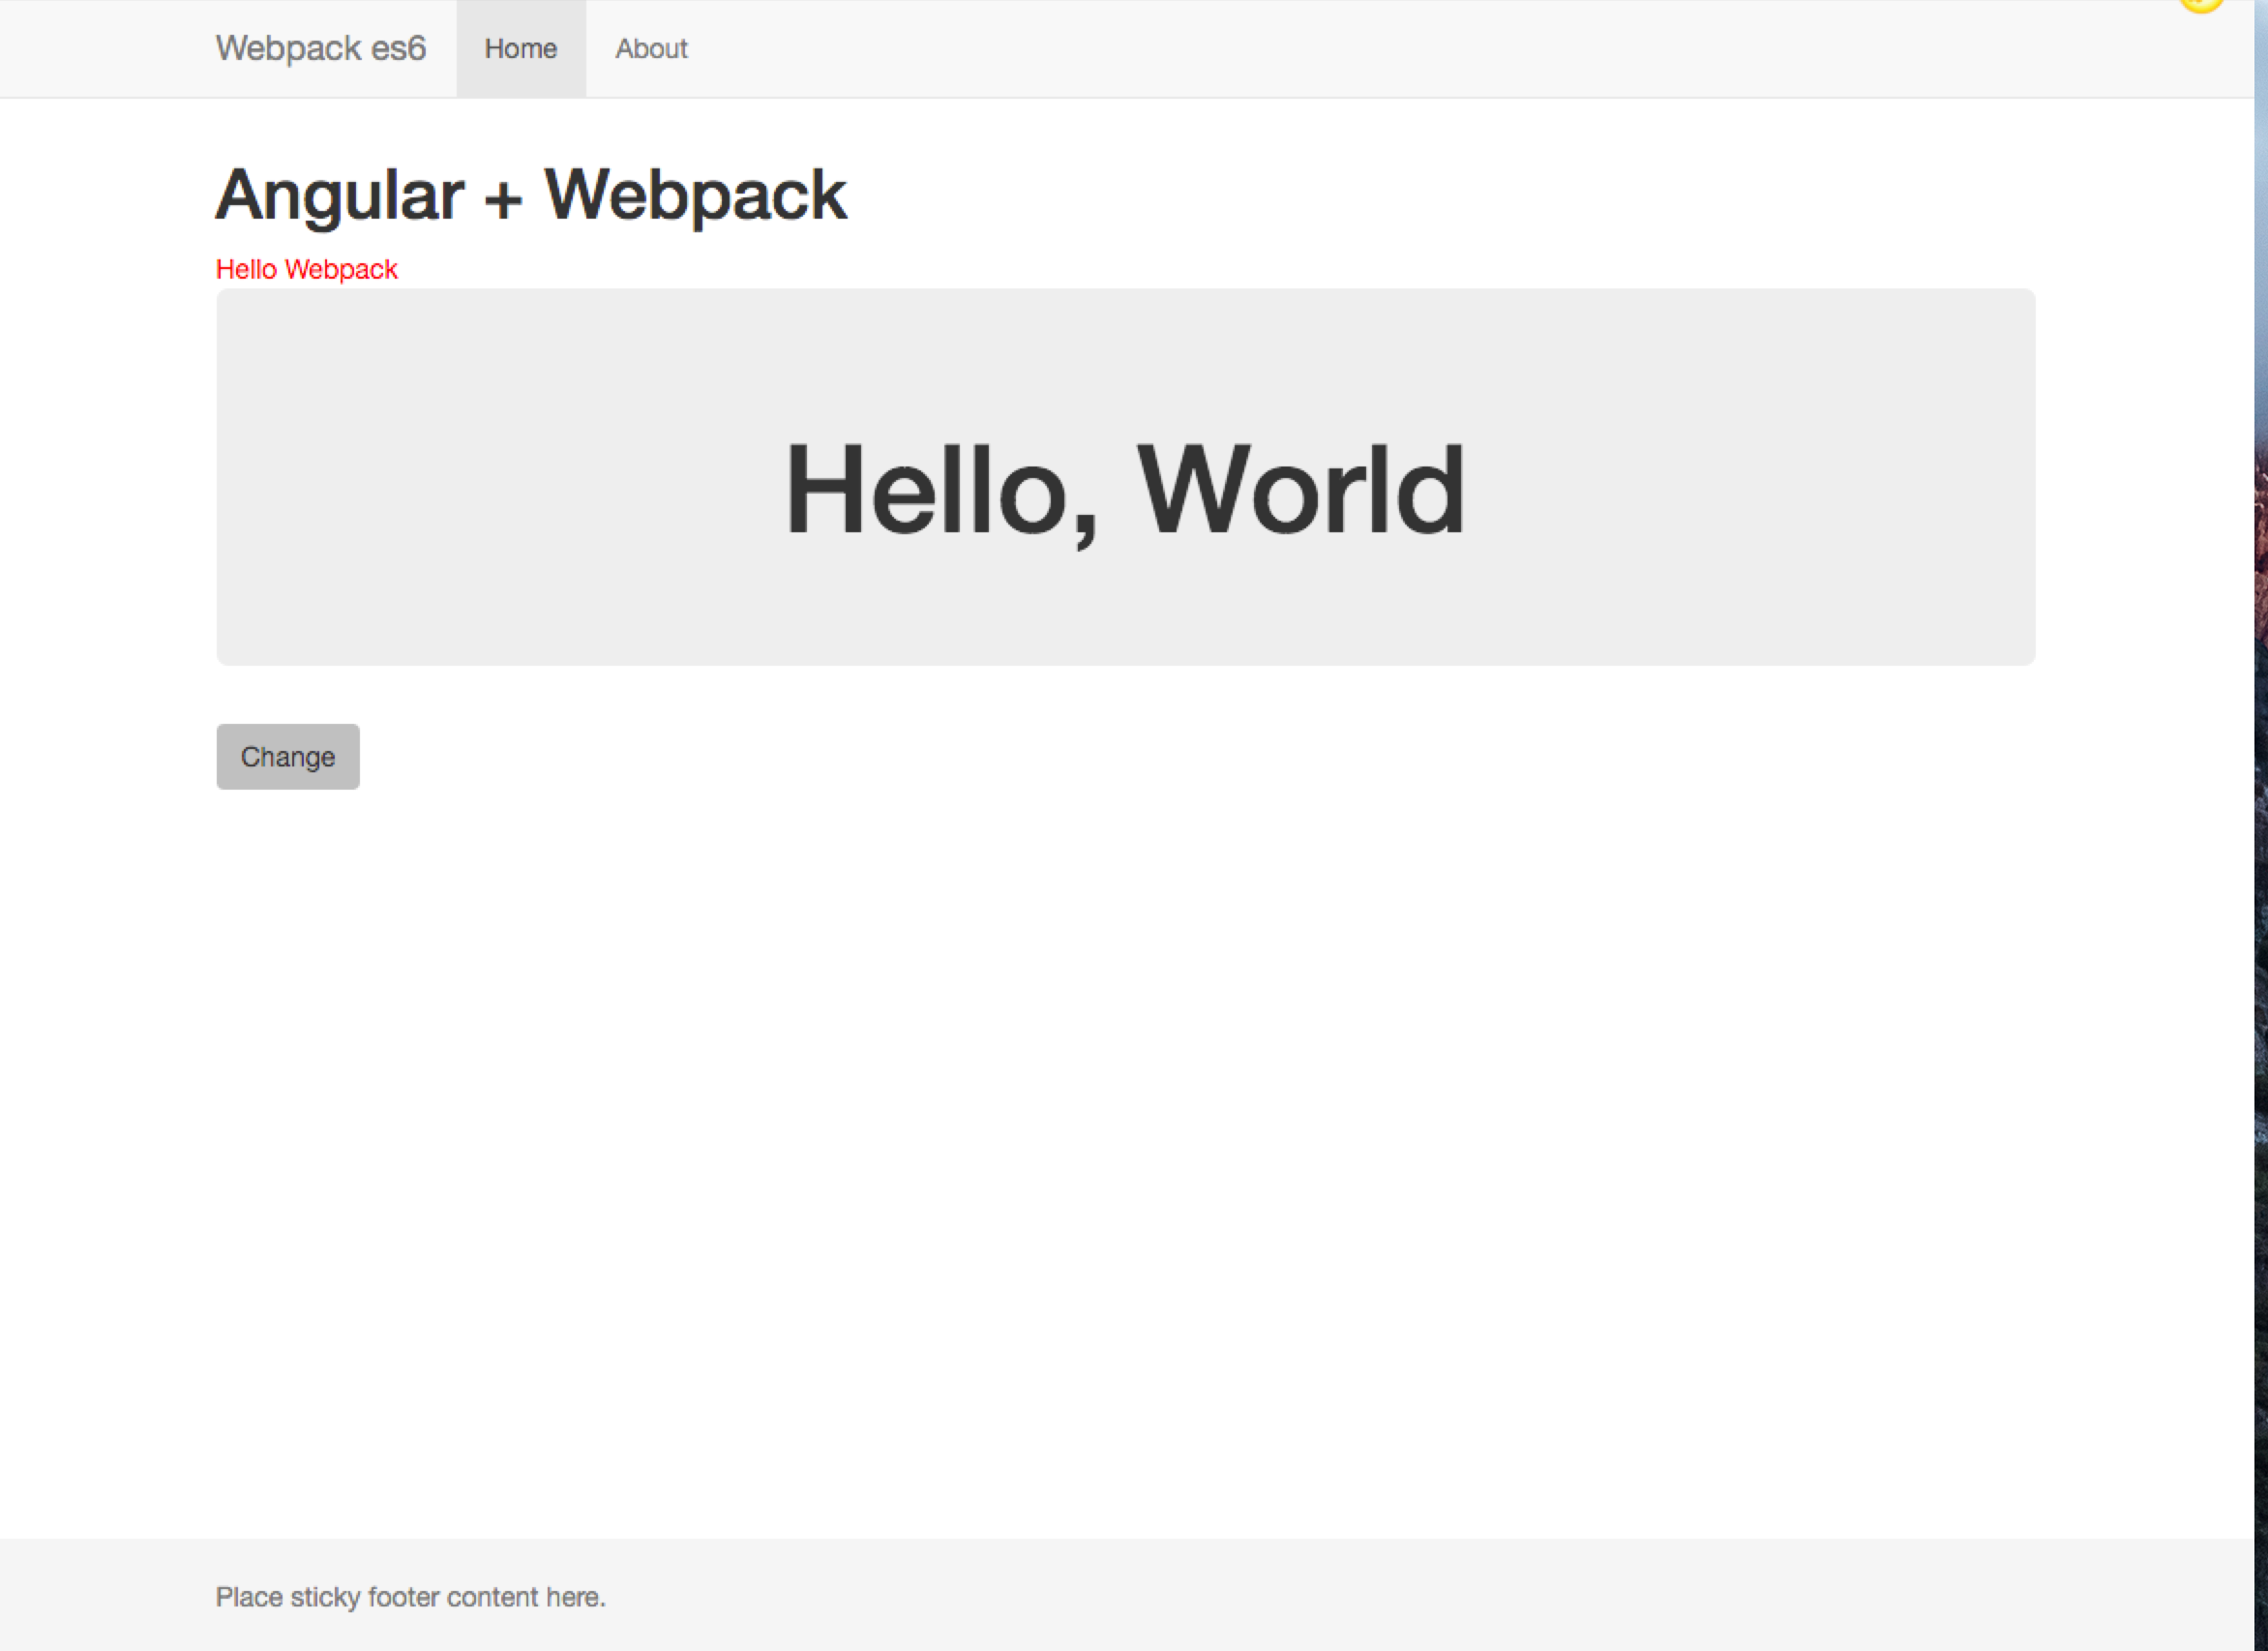 Webpack es6 Home About
Angular + Webpack
Hello Webpack
Hello, World
Change
Place sticky footer content here.